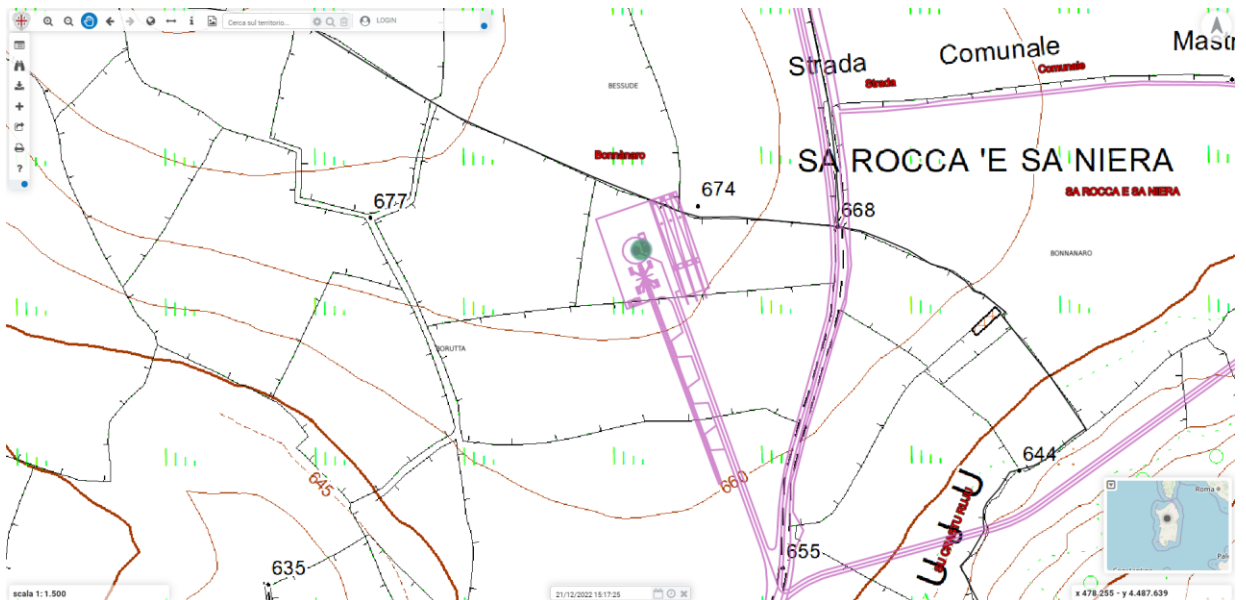 Cerca sul territorio...
LOGIN
Strada
Comunale
Mastr
Strada
Comunale
BESSUDE
Bonnànaro
SA ROCCA 'E SA NIERA
SA ROCCA E SA NIERA
677
674
668
BONNANARO
BORUTTA
644
645
660
655
635
Roma
scala 1: 1.500
21/12/2022 15:17:25
x 478.255 - y 4.487.639